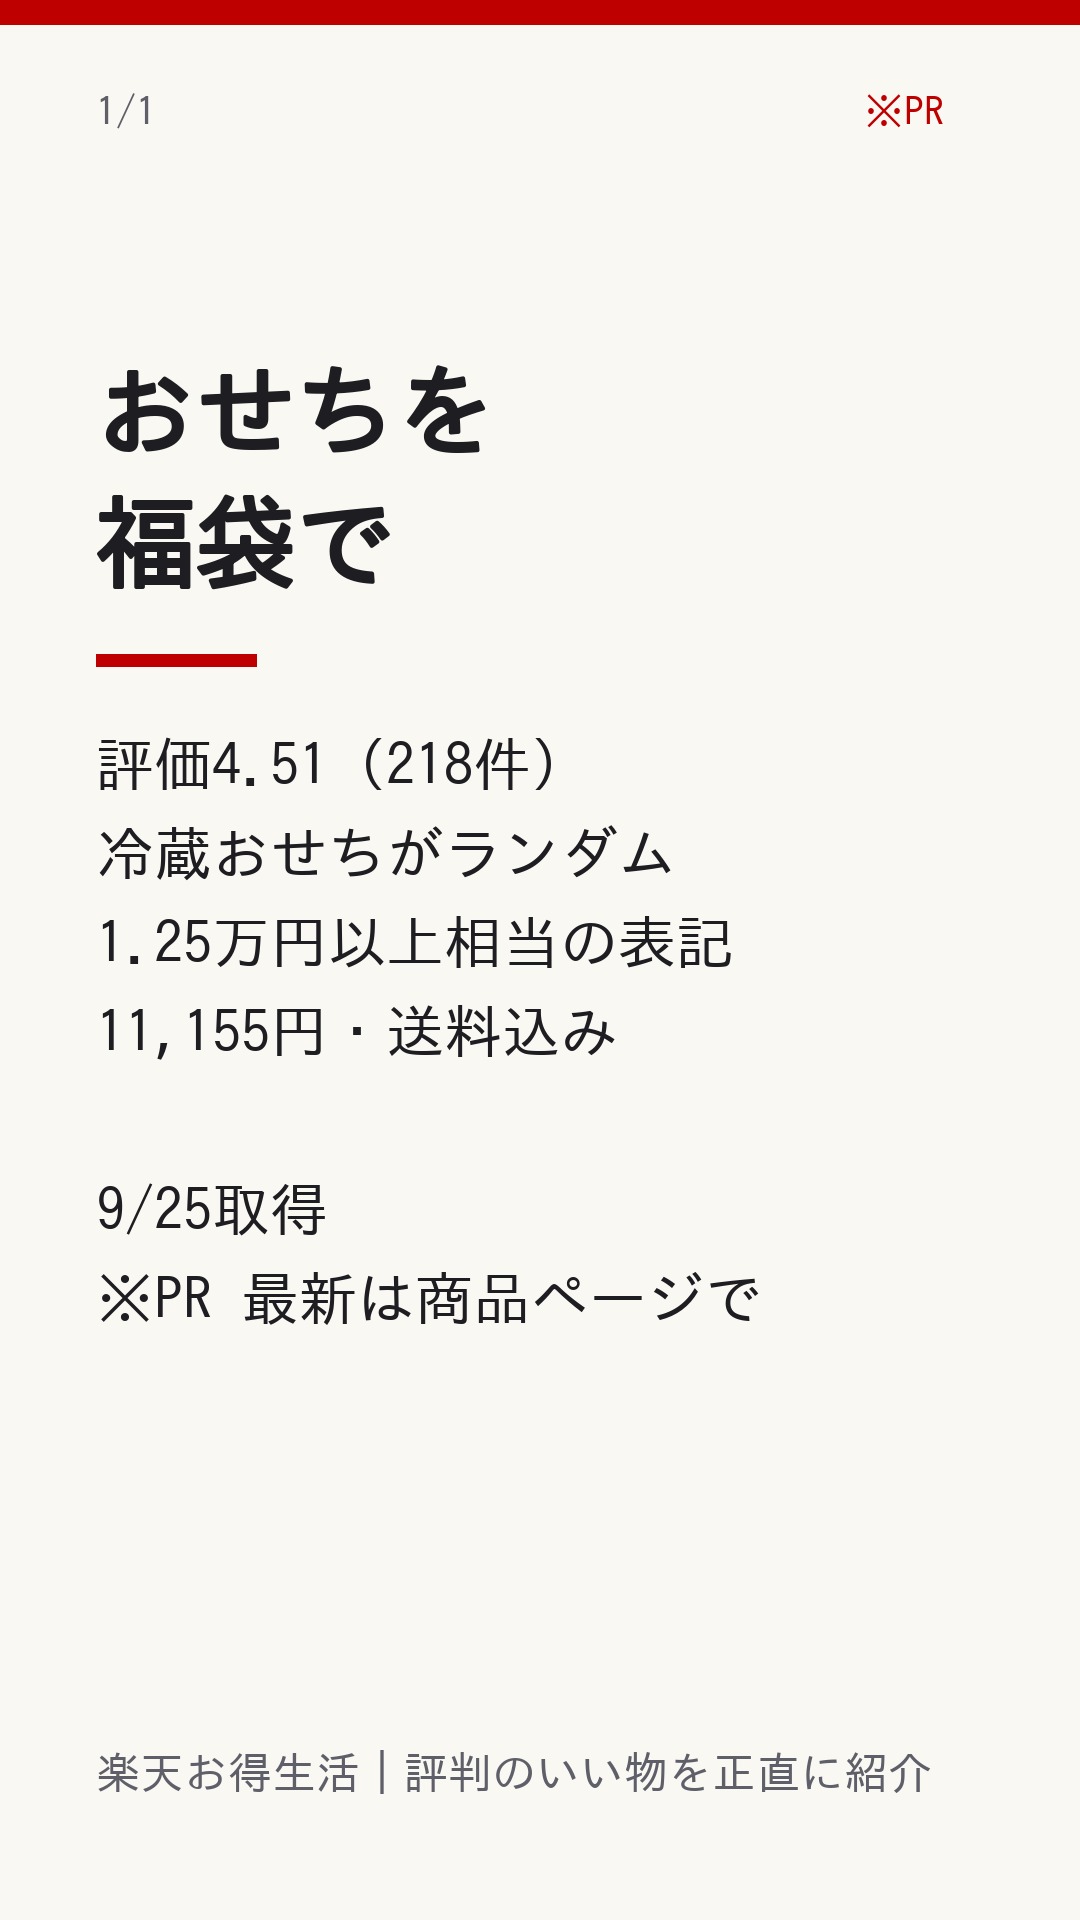 1/1
※PR
おせちを
福袋で
評価4.51（218件）
冷蔵おせちがランダム
1.25万円以上相当の表記
11,155円・送料込み
9/25取得
※PR 最新は商品ページで
楽天お得生活｜評判のいい物を正直に紹介